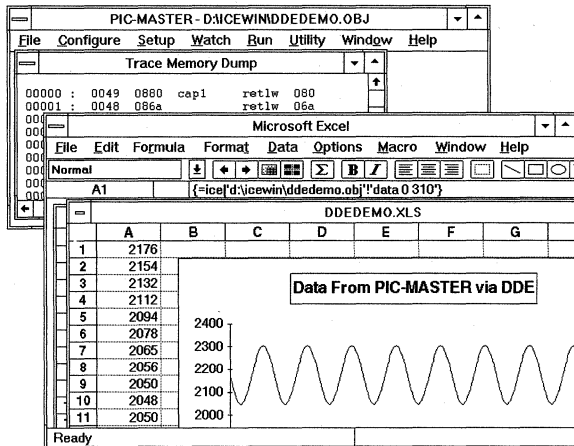 PIC-MASTER - D:\ICEWIN\DDEDEMO.OBJ
File Configure Setup Watch Run Utility Window Help
Trace Memory Dump
00000 : 0049 0880 cap1 retlw 080
00001 : 0048 086a retlw 06a
Microsoft Excel
File Edit Formula Format Data Options Macro Window Help
Normal Σ B I
A1 {=ice|'d:\icewin\ddedemo.obj'!'data 0 310'}
DDEDEMO.XLS
A B C D E F G
1 2176
2 2154
3 2132
4 2112
5 2094
6 2078
7 2065
8 2056
9 2050
10 2048
11 2050
Data From PIC-MASTER via DDE
2400
2300
2200
2100
2000
Ready